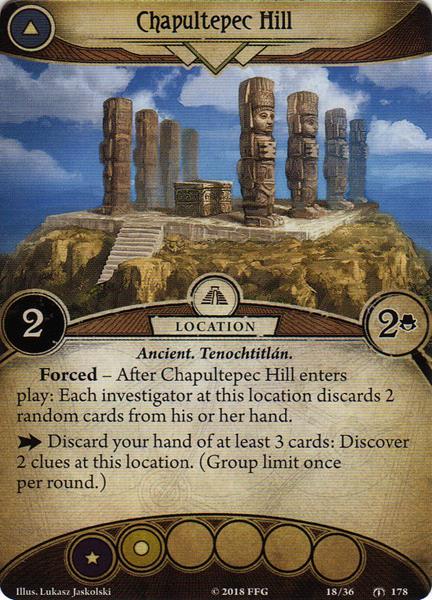 Chapultepec Hill
2
2
LOCATION
Ancient. Tenochtitlán.
Forced – After Chapultepec Hill enters
play: Each investigator at this location discards 2
random cards from his or her hand.
Discard your hand of at least 3 cards: Discover
2 clues at this location. (Group limit once
per round.)
Illus. Lukasz Jaskolski © 2018 FFG 18/36 178